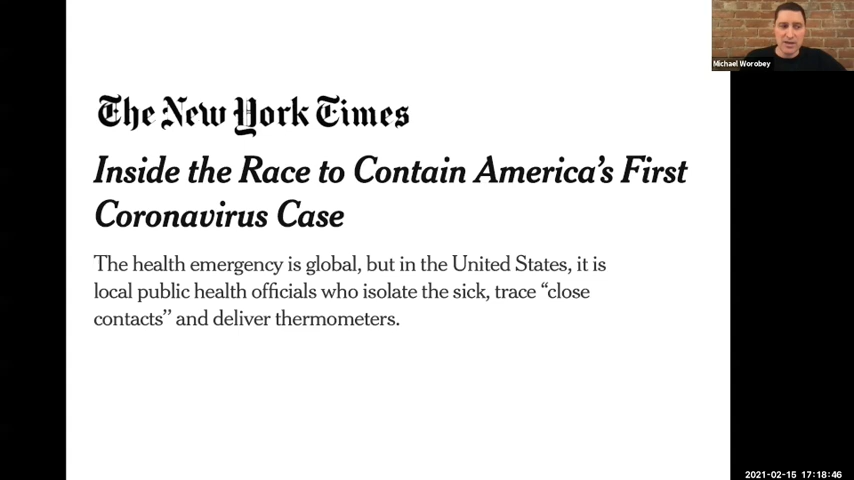 Michael Worobey
The New York Times
Inside the Race to Contain America's First
Coronavirus Case
The health emergency is global, but in the United States, it is
local public health officials who isolate the sick, trace “close
contacts” and deliver thermometers.
2021-02-15 17:18:46